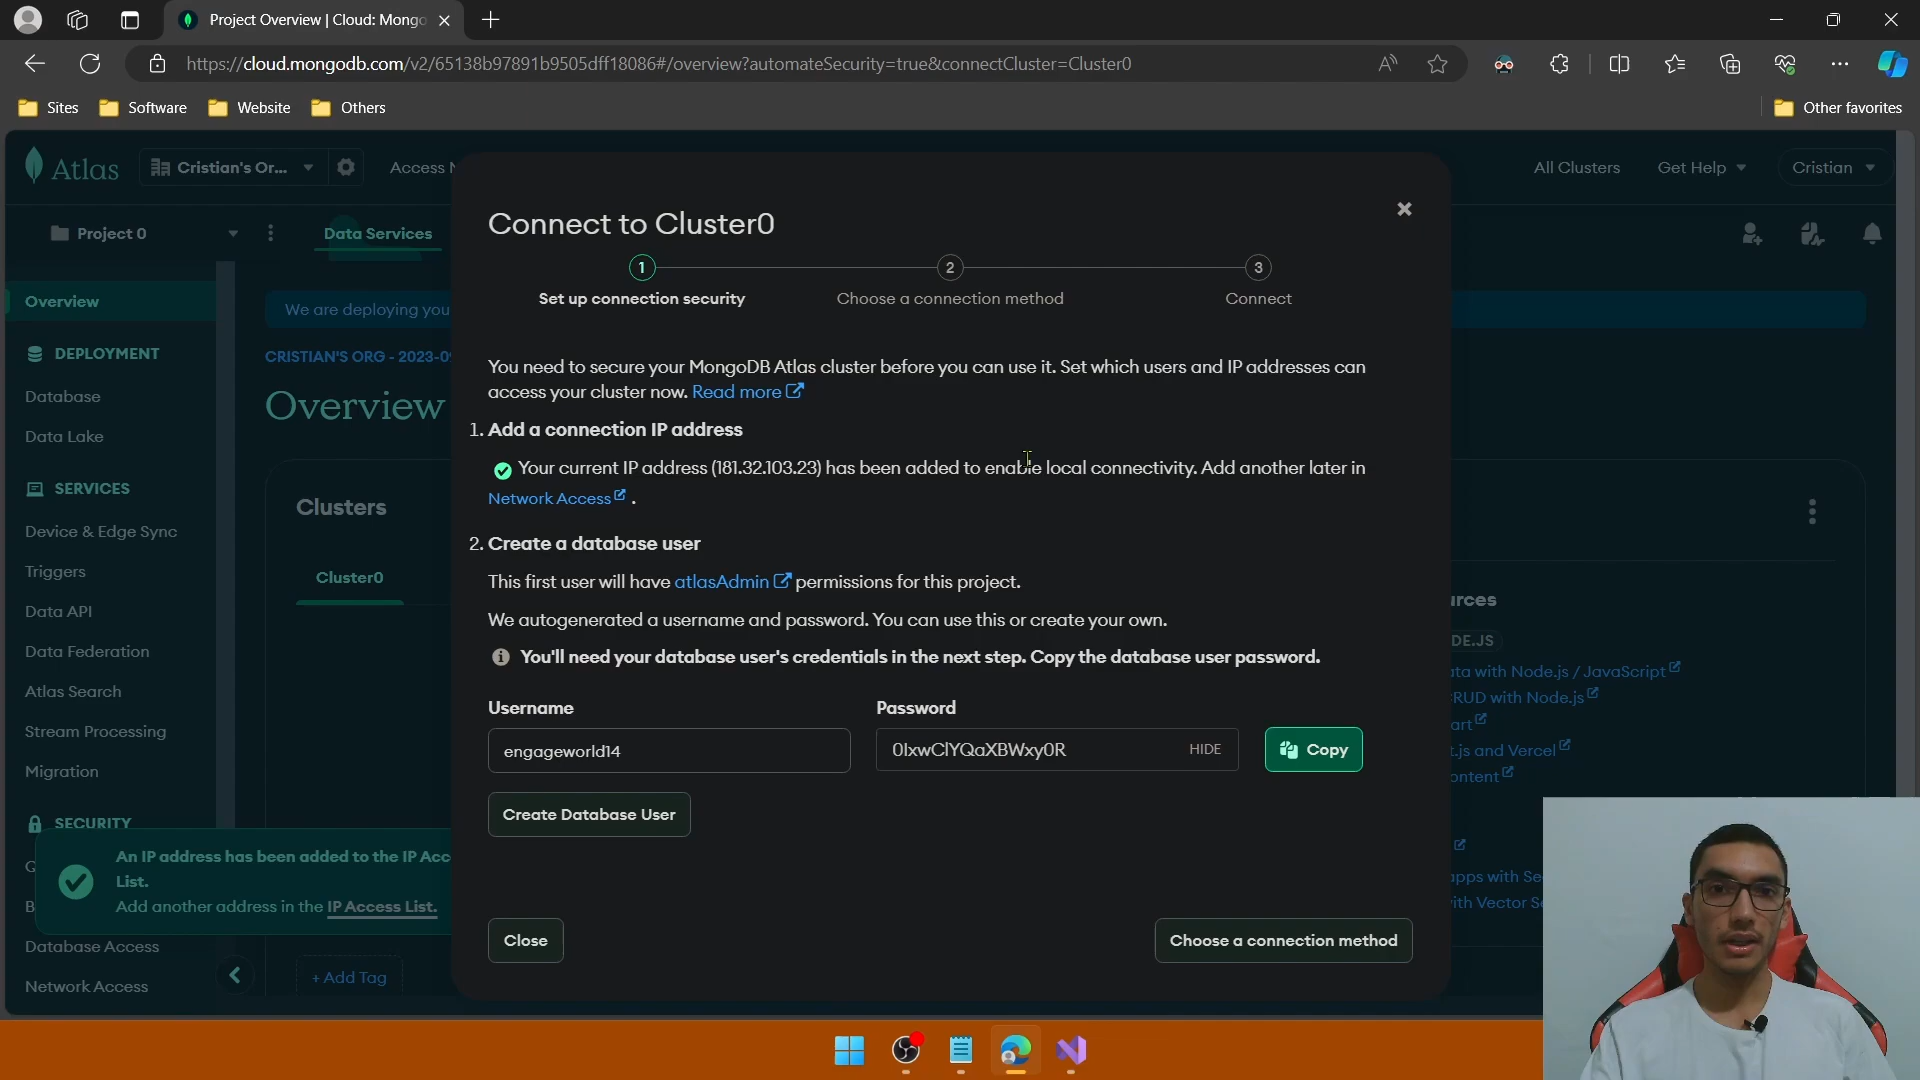 Project Overview | Cloud: Mongo
https://cloud.mongodb.com/v2/65138b97891b9505dff18086#/overview?automateSecurity=true&connectCluster=Cluster0
Sites
Software
Website
Others
Other favorites
Atlas
Cristian's Or...
Access
All Clusters
Get Help
Cristian
Project 0
Data Services
Overview
DEPLOYMENT
Database
Data Lake
SERVICES
Device & Edge Sync
Triggers
Data API
Data Federation
Atlas Search
Stream Processing
Migration
SECURITY
Database Access
Network Access
We are deploying you
CRISTIAN'S ORG - 2023-0
Overview
Clusters
Cluster0
+ Add Tag
An IP address has been added to the IP Acc
List.
Add another address in the IP Access List.
Connect to Cluster0
1
2
3
Set up connection security
Choose a connection method
Connect
You need to secure your MongoDB Atlas cluster before you can use it. Set which users and IP addresses can
access your cluster now. Read more
1. Add a connection IP address
Your current IP address (181.32.103.23) has been added to enable local connectivity. Add another later in
Network Access .
2. Create a database user
This first user will have atlasAdmin permissions for this project.
We autogenerated a username and password. You can use this or create your own.
You'll need your database user's credentials in the next step. Copy the database user password.
Username
Password
engageworld14
0IxwClYQaXBWxy0R
HIDE
Copy
Create Database User
Close
Choose a connection method
urces
DE.JS
ata with Node.js / JavaScript
RUD with Node.js
art
t.js and Vercel
ontent
apps with Se
ith Vector Se